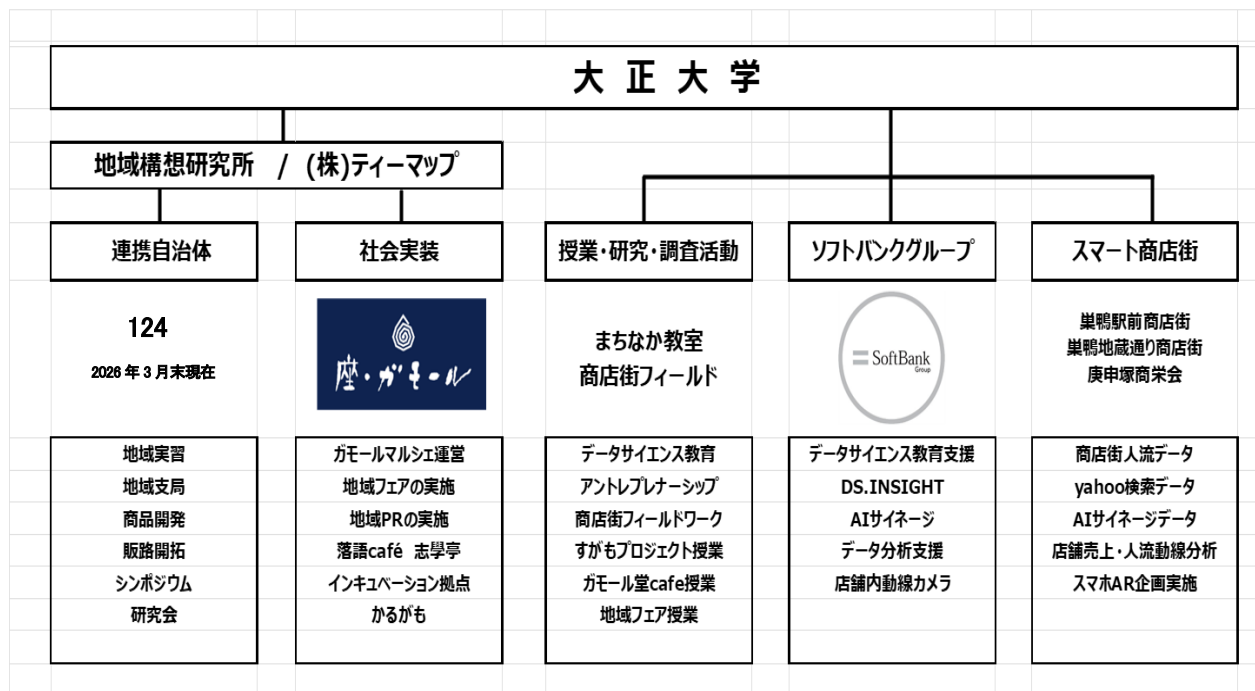 大正大学
地域構想研究所 / (株)ティーマップ
連携自治体
社会実装
授業・研究・調査活動
ソフトバンクグループ
スマート商店街
124
2026年3月末現在
座・ガモール
まちなか教室
商店街フィールド
SoftBank
Group
巣鴨駅前商店街
巣鴨地蔵通り商店街
庚申塚商栄会
地域実習
地域支局
商品開発
販路開拓
シンポジウム
研究会
ガモールマルシェ運営
地域フェアの実施
地域PRの実施
落語café 志學亭
インキュベーション拠点
かるがも
データサイエンス教育
アントレプレナーシップ
商店街フィールドワーク
すがもプロジェクト授業
ガモール堂cafe授業
地域フェア授業
データサイエンス教育支援
DS.INSIGHT
AIサイネージ
データ分析支援
店舗内動線カメラ
商店街人流データ
yahoo検索データ
AIサイネージデータ
店舗売上・人流動線分析
スマホAR企画実施